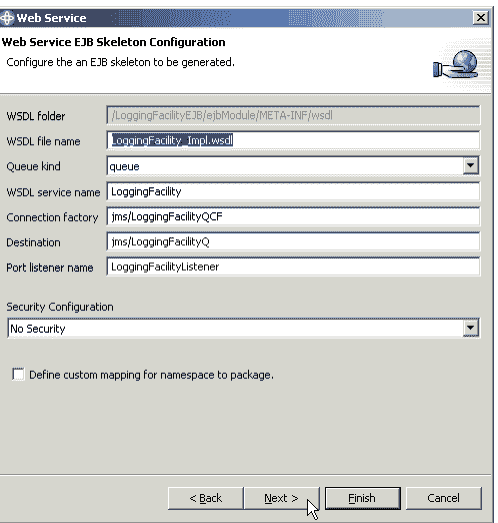 Web Service
Web Service EJB Skeleton Configuration
Configure the an EJB skeleton to be generated.
WSDL folder /LoggingFacilityEJB/ejbModule/META-INF/wsdl
WSDL file name LoggingFacility_Impl.wsdl
Queue kind queue
WSDL service name LoggingFacility
Connection factory jms/LoggingFacilityQCF
Destination jms/LoggingFacilityQ
Port listener name LoggingFacilityListener
Security Configuration
No Security
Define custom mapping for namespace to package.
< Back Next > Finish Cancel